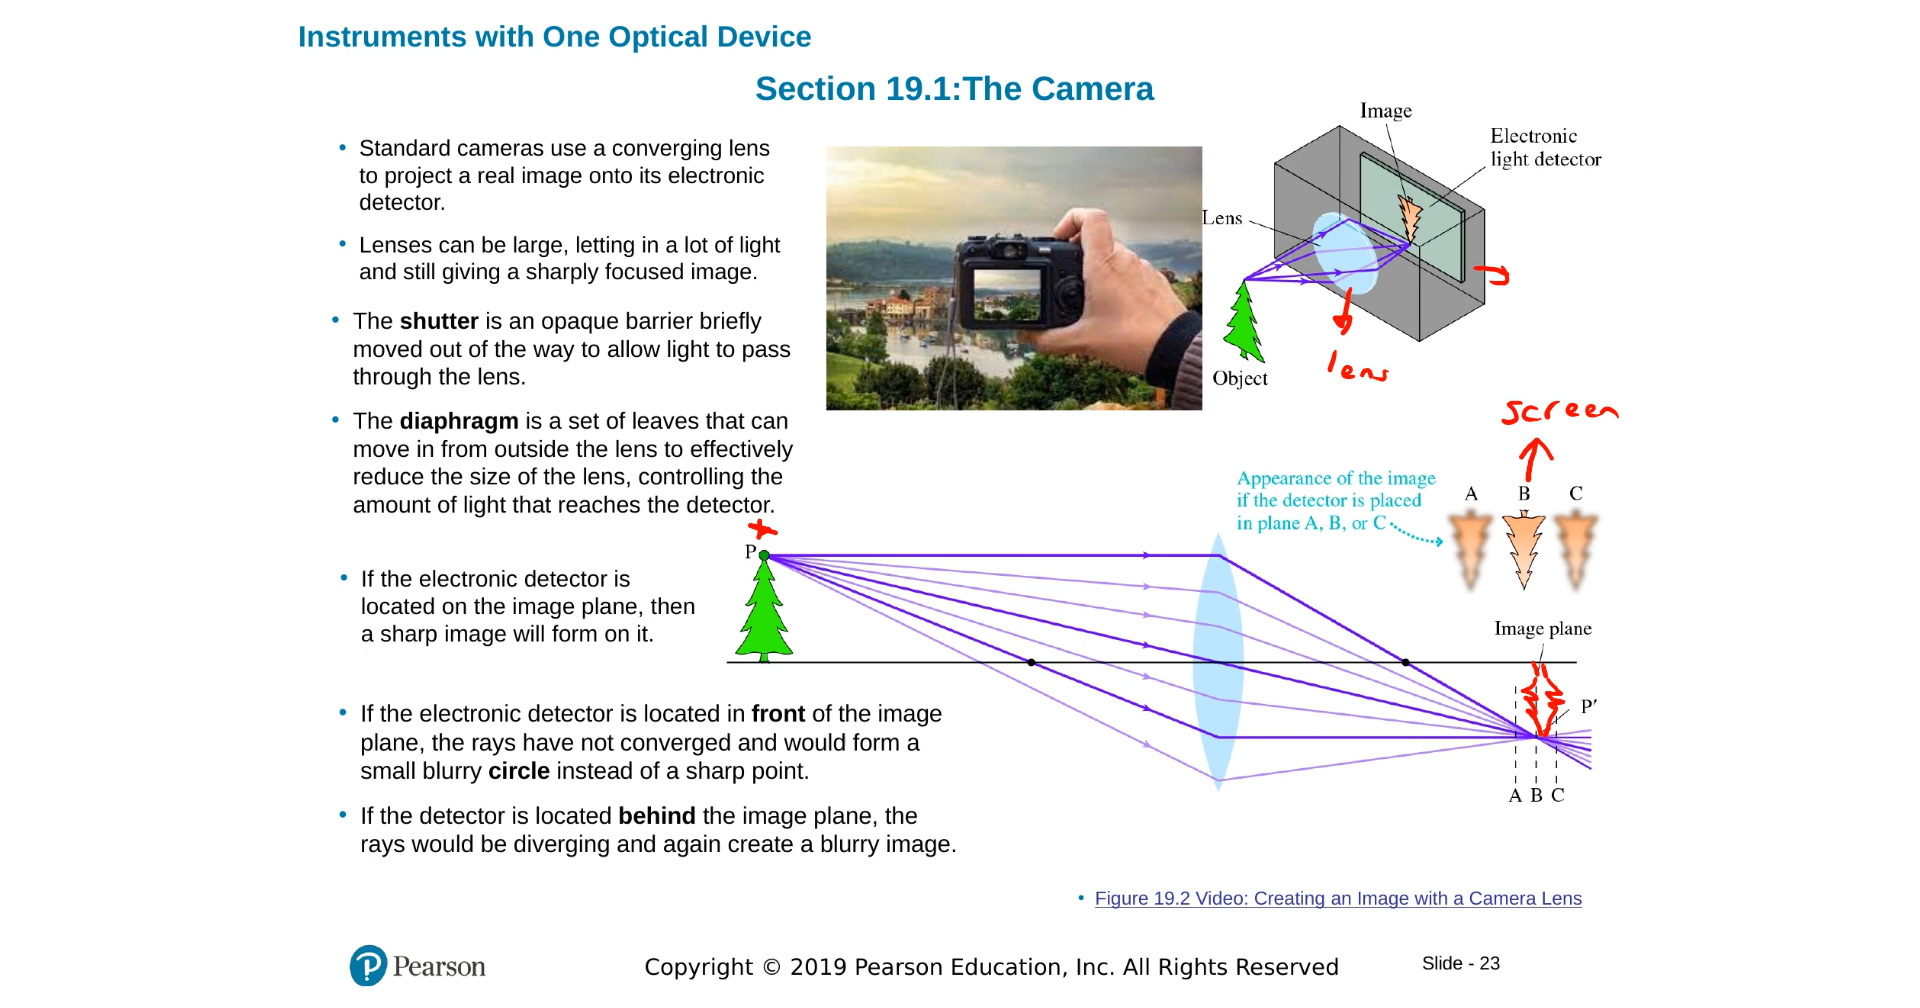 Instruments with One Optical Device
Section 19.1:The Camera
• Standard cameras use a converging lens
to project a real image onto its electronic
detector.
• Lenses can be large, letting in a lot of light
and still giving a sharply focused image.
• The shutter is an opaque barrier briefly
moved out of the way to allow light to pass
through the lens.
• The diaphragm is a set of leaves that can
move in from outside the lens to effectively
reduce the size of the lens, controlling the
amount of light that reaches the detector.
• If the electronic detector is
located on the image plane, then
a sharp image will form on it.
• If the electronic detector is located in front of the image
plane, the rays have not converged and would form a
small blurry circle instead of a sharp point.
• If the detector is located behind the image plane, the
rays would be diverging and again create a blurry image.
Image
Electronic
light detector
Lens
Object
lens
screen
Appearance of the image
if the detector is placed
in plane A, B, or C
A B C
P
Image plane
P′
A B C
• Figure 19.2 Video: Creating an Image with a Camera Lens
P Pearson
Copyright © 2019 Pearson Education, Inc. All Rights Reserved
Slide - 23